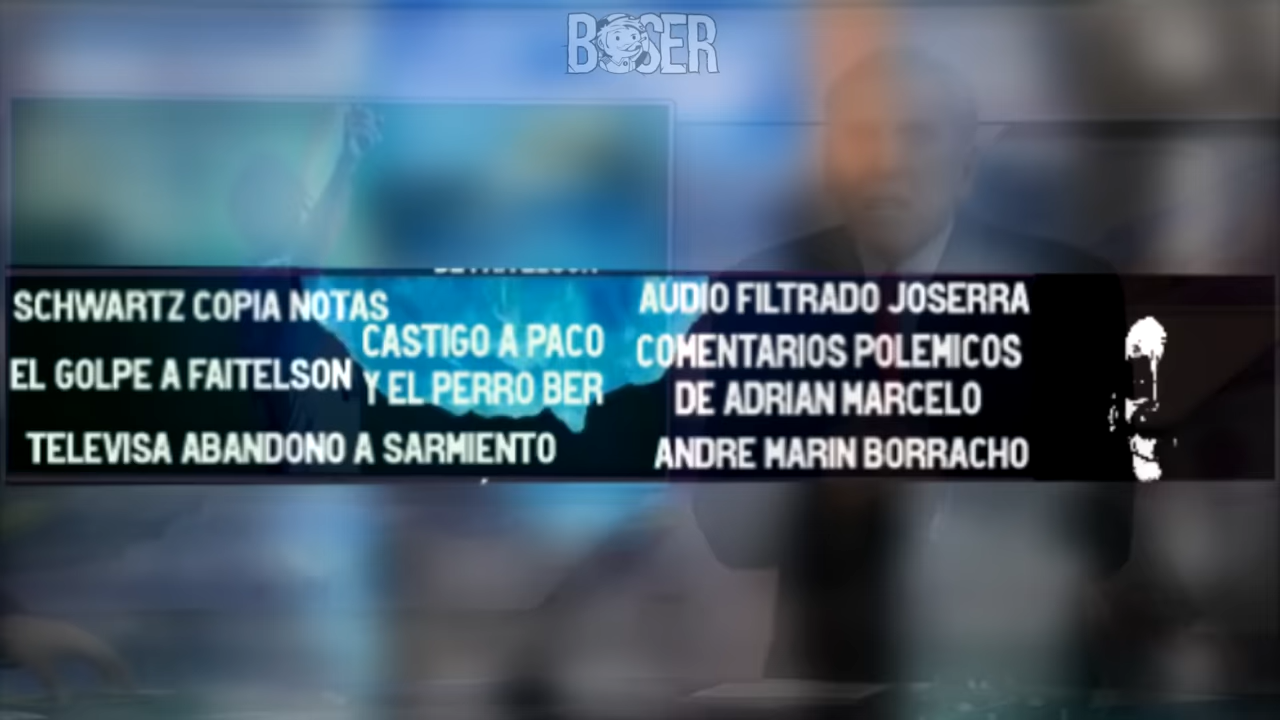 BOSER
SCHWARTZ COPIA NOTAS
EL GOLPE A FAITELSON
CASTIGO A PACO
Y EL PERRO BER
TELEVISA ABANDONO A SARMIENTO
AUDIO FILTRADO JOSERRA
COMENTARIOS POLEMICOS
DE ADRIAN MARCELO
ANDRE MARIN BORRACHO